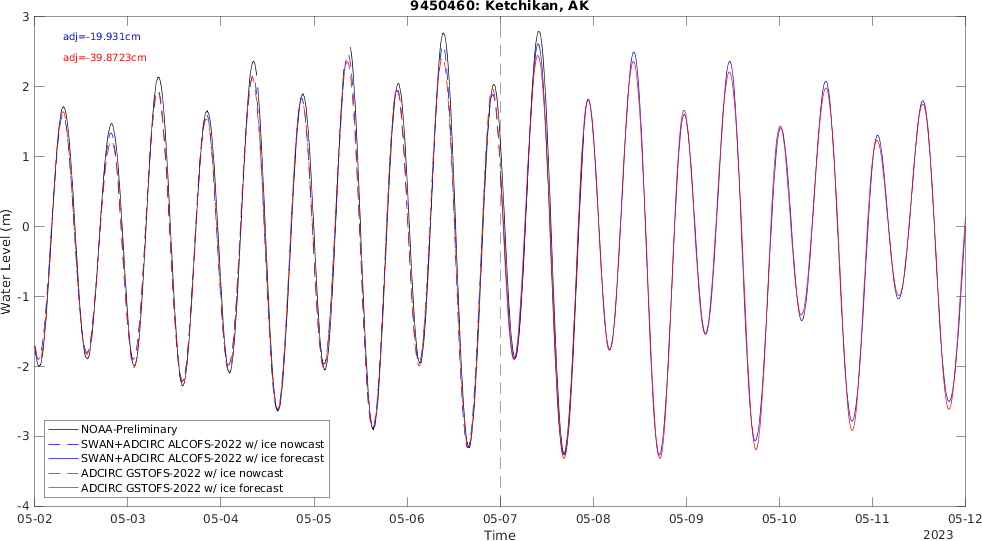 9450460: Ketchikan, AK
adj=-19.931cm
adj=-39.8723cm
Water Level (m)
3
2
1
0
-1
-2
-3
-4
NOAA-Preliminary
SWAN+ADCIRC ALCOFS-2022 w/ ice nowcast
SWAN+ADCIRC ALCOFS-2022 w/ ice forecast
ADCIRC GSTOFS-2022 w/ ice nowcast
ADCIRC GSTOFS-2022 w/ ice forecast
05-02 05-03 05-04 05-05 05-06 05-07 05-08 05-09 05-10 05-11 05-12
Time
2023